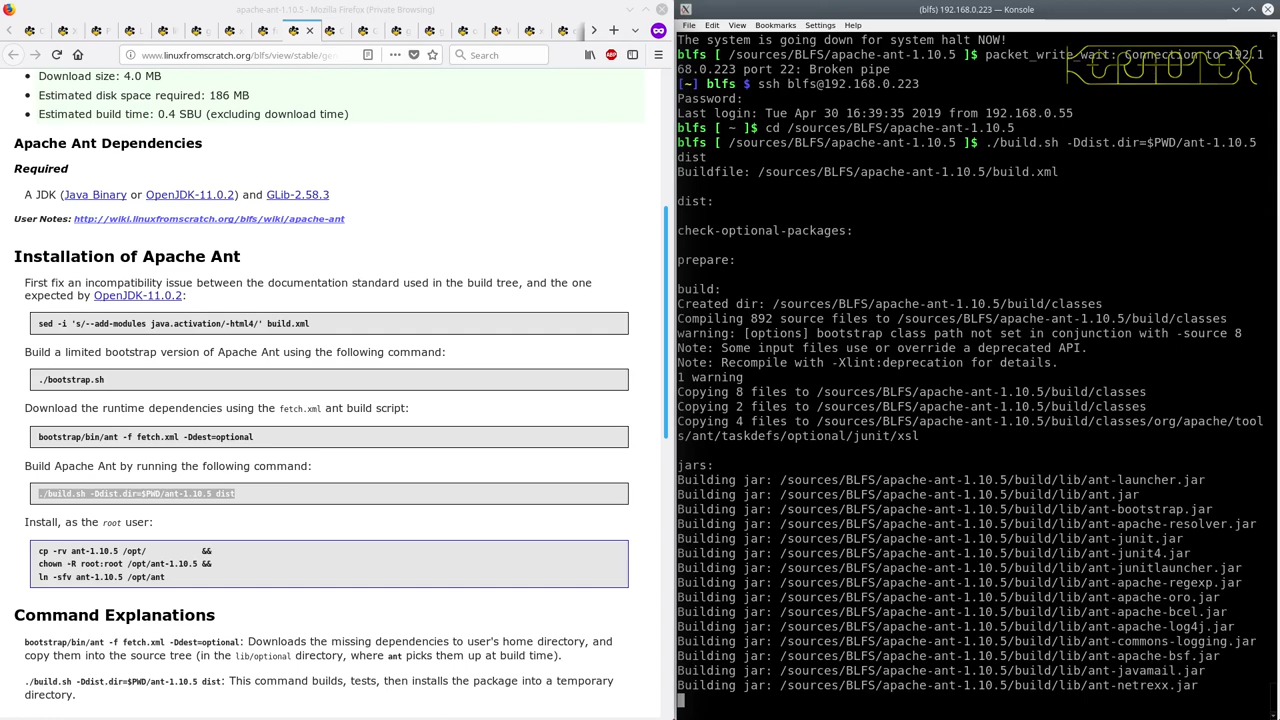 apache-ant-1.10.5 - Mozilla Firefox (Private Browsing)
www.linuxfromscratch.org/blfs/view/stable/ge
Search
Download size: 4.0 MB
Estimated disk space required: 186 MB
Estimated build time: 0.4 SBU (excluding download time)
Apache Ant Dependencies
Required
A JDK (Java Binary or OpenJDK-11.0.2) and GLib-2.58.3
User Notes: http://wiki.linuxfromscratch.org/blfs/wiki/apache-ant
Installation of Apache Ant
First fix an incompatibility issue between the documentation standard used in the build tree, and the one
expected by OpenJDK-11.0.2:
sed -i 's/--add-modules java.activation/-html4/' build.xml
Build a limited bootstrap version of Apache Ant using the following command:
./bootstrap.sh
Download the runtime dependencies using the fetch.xml ant build script:
bootstrap/bin/ant -f fetch.xml -Ddest=optional
Build Apache Ant by running the following command:
./build.sh -Ddist.dir=$PWD/ant-1.10.5 dist
Install, as the root user:
cp -rv ant-1.10.5 /opt/ &&
chown -R root:root /opt/ant-1.10.5 &&
ln -sfv ant-1.10.5 /opt/ant
Command Explanations
bootstrap/bin/ant -f fetch.xml -Ddest=optional: Downloads the missing dependencies to user's home directory, and
copy them into the source tree (in the lib/optional directory, where ant picks them up at build time).
./build.sh -Ddist.dir=$PWD/ant-1.10.5 dist: This command builds, tests, then installs the package into a temporary
directory.
(blfs) 192.168.0.223 — Konsole
File Edit View Bookmarks Settings Help
The system is going down for system halt NOW!
blfs [ /sources/BLFS/apache-ant-1.10.5 ]$ packet_write_wait: Connection to 192.1
68.0.223 port 22: Broken pipe
[~] blfs $ ssh blfs@192.168.0.223
Password:
Last login: Tue Apr 30 16:39:35 2019 from 192.168.0.55
blfs [ ~ ]$ cd /sources/BLFS/apache-ant-1.10.5
blfs [ /sources/BLFS/apache-ant-1.10.5 ]$ ./build.sh -Ddist.dir=$PWD/ant-1.10.5
dist
Buildfile: /sources/BLFS/apache-ant-1.10.5/build.xml
dist:
check-optional-packages:
prepare:
build:
Created dir: /sources/BLFS/apache-ant-1.10.5/build/classes
Compiling 892 source files to /sources/BLFS/apache-ant-1.10.5/build/classes
warning: [options] bootstrap class path not set in conjunction with -source 8
Note: Some input files use or override a deprecated API.
Note: Recompile with -Xlint:deprecation for details.
1 warning
Copying 8 files to /sources/BLFS/apache-ant-1.10.5/build/classes
Copying 2 files to /sources/BLFS/apache-ant-1.10.5/build/classes
Copying 4 files to /sources/BLFS/apache-ant-1.10.5/build/classes/org/apache/tool
s/ant/taskdefs/optional/junit/xsl
jars:
Building jar: /sources/BLFS/apache-ant-1.10.5/build/lib/ant-launcher.jar
Building jar: /sources/BLFS/apache-ant-1.10.5/build/lib/ant.jar
Building jar: /sources/BLFS/apache-ant-1.10.5/build/lib/ant-bootstrap.jar
Building jar: /sources/BLFS/apache-ant-1.10.5/build/lib/ant-apache-resolver.jar
Building jar: /sources/BLFS/apache-ant-1.10.5/build/lib/ant-junit.jar
Building jar: /sources/BLFS/apache-ant-1.10.5/build/lib/ant-junit4.jar
Building jar: /sources/BLFS/apache-ant-1.10.5/build/lib/ant-junitlauncher.jar
Building jar: /sources/BLFS/apache-ant-1.10.5/build/lib/ant-apache-regexp.jar
Building jar: /sources/BLFS/apache-ant-1.10.5/build/lib/ant-apache-oro.jar
Building jar: /sources/BLFS/apache-ant-1.10.5/build/lib/ant-apache-bcel.jar
Building jar: /sources/BLFS/apache-ant-1.10.5/build/lib/ant-apache-log4j.jar
Building jar: /sources/BLFS/apache-ant-1.10.5/build/lib/ant-commons-logging.jar
Building jar: /sources/BLFS/apache-ant-1.10.5/build/lib/ant-apache-bsf.jar
Building jar: /sources/BLFS/apache-ant-1.10.5/build/lib/ant-javamail.jar
Building jar: /sources/BLFS/apache-ant-1.10.5/build/lib/ant-netrexx.jar